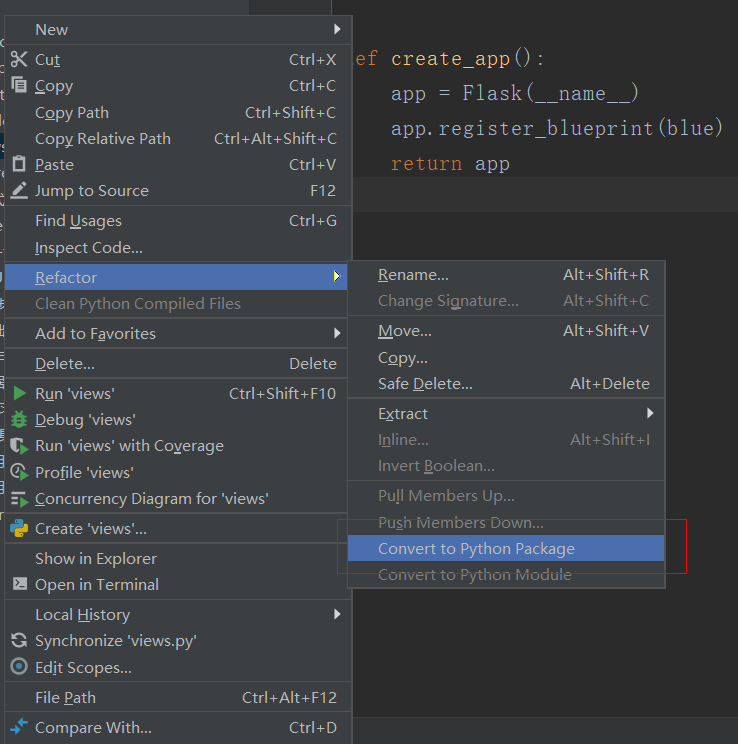 New
Cut Ctrl+X
Copy Ctrl+C
Copy Path Ctrl+Shift+C
Copy Relative Path Ctrl+Alt+Shift+C
Paste Ctrl+V
Jump to Source F12
Find Usages Ctrl+G
Inspect Code...
Refactor
Clean Python Compiled Files
Add to Favorites
Delete... Delete
Run 'views' Ctrl+Shift+F10
Debug 'views'
Run 'views' with Coverage
Profile 'views'
Concurrency Diagram for 'views'
Create 'views'...
Show in Explorer
Open in Terminal
Local History
Synchronize 'views.py'
Edit Scopes...
File Path Ctrl+Alt+F12
Compare With... Ctrl+D
ef create_app():
app = Flask(__name__)
app.register_blueprint(blue)
return app
Rename... Alt+Shift+R
Change Signature... Alt+Shift+C
Move... Alt+Shift+V
Copy...
Safe Delete... Alt+Delete
Extract
Inline... Alt+Shift+I
Invert Boolean...
Pull Members Up...
Push Members Down...
Convert to Python Package
Convert to Python Module